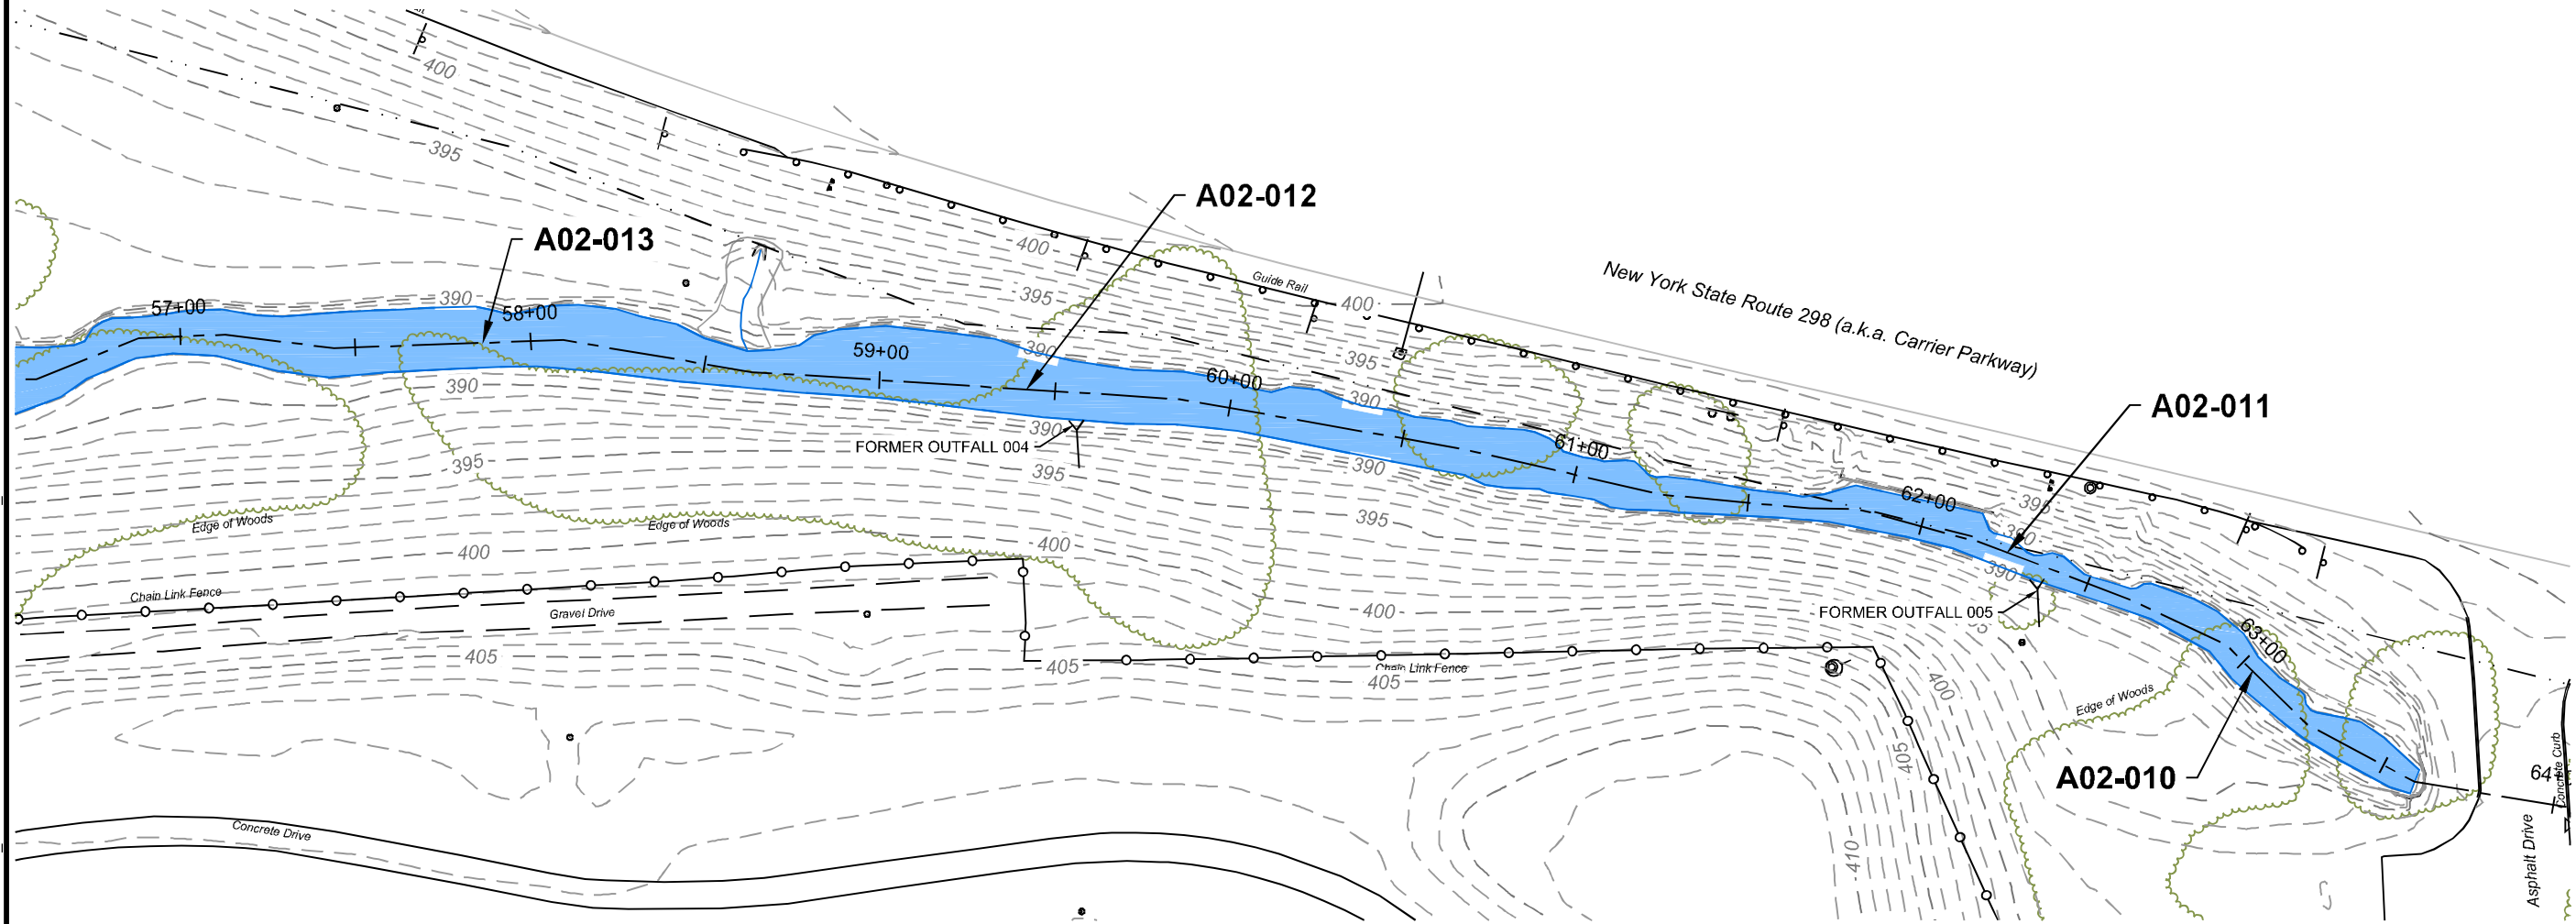 400
395
A02-012
A02-013
400
Guide Rail
New York State Route 298 (a.k.a. Carrier Parkway)
395
400
390
57+00
58+00
59+00
390
395
60+00
390
A02-011
390
FORMER OUTFALL 004
390
395
395
61+00
390
395
62+00
395
390
Edge of Woods
Edge of Woods
400
400
390
Chain Link Fence
Gravel Drive
400
FORMER OUTFALL 005
63+00
405
405
Chain Link Fence
405
400
Edge of Woods
405
A02-010
Concrete Curb
Concrete Drive
410
Asphalt Drive